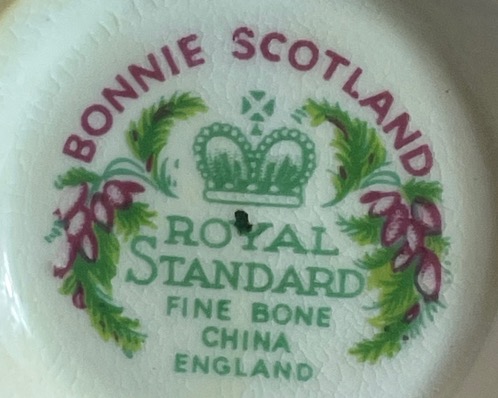 BONNIE SCOTLAND
ROYAL
STANDARD
FINE BONE
CHINA
ENGLAND